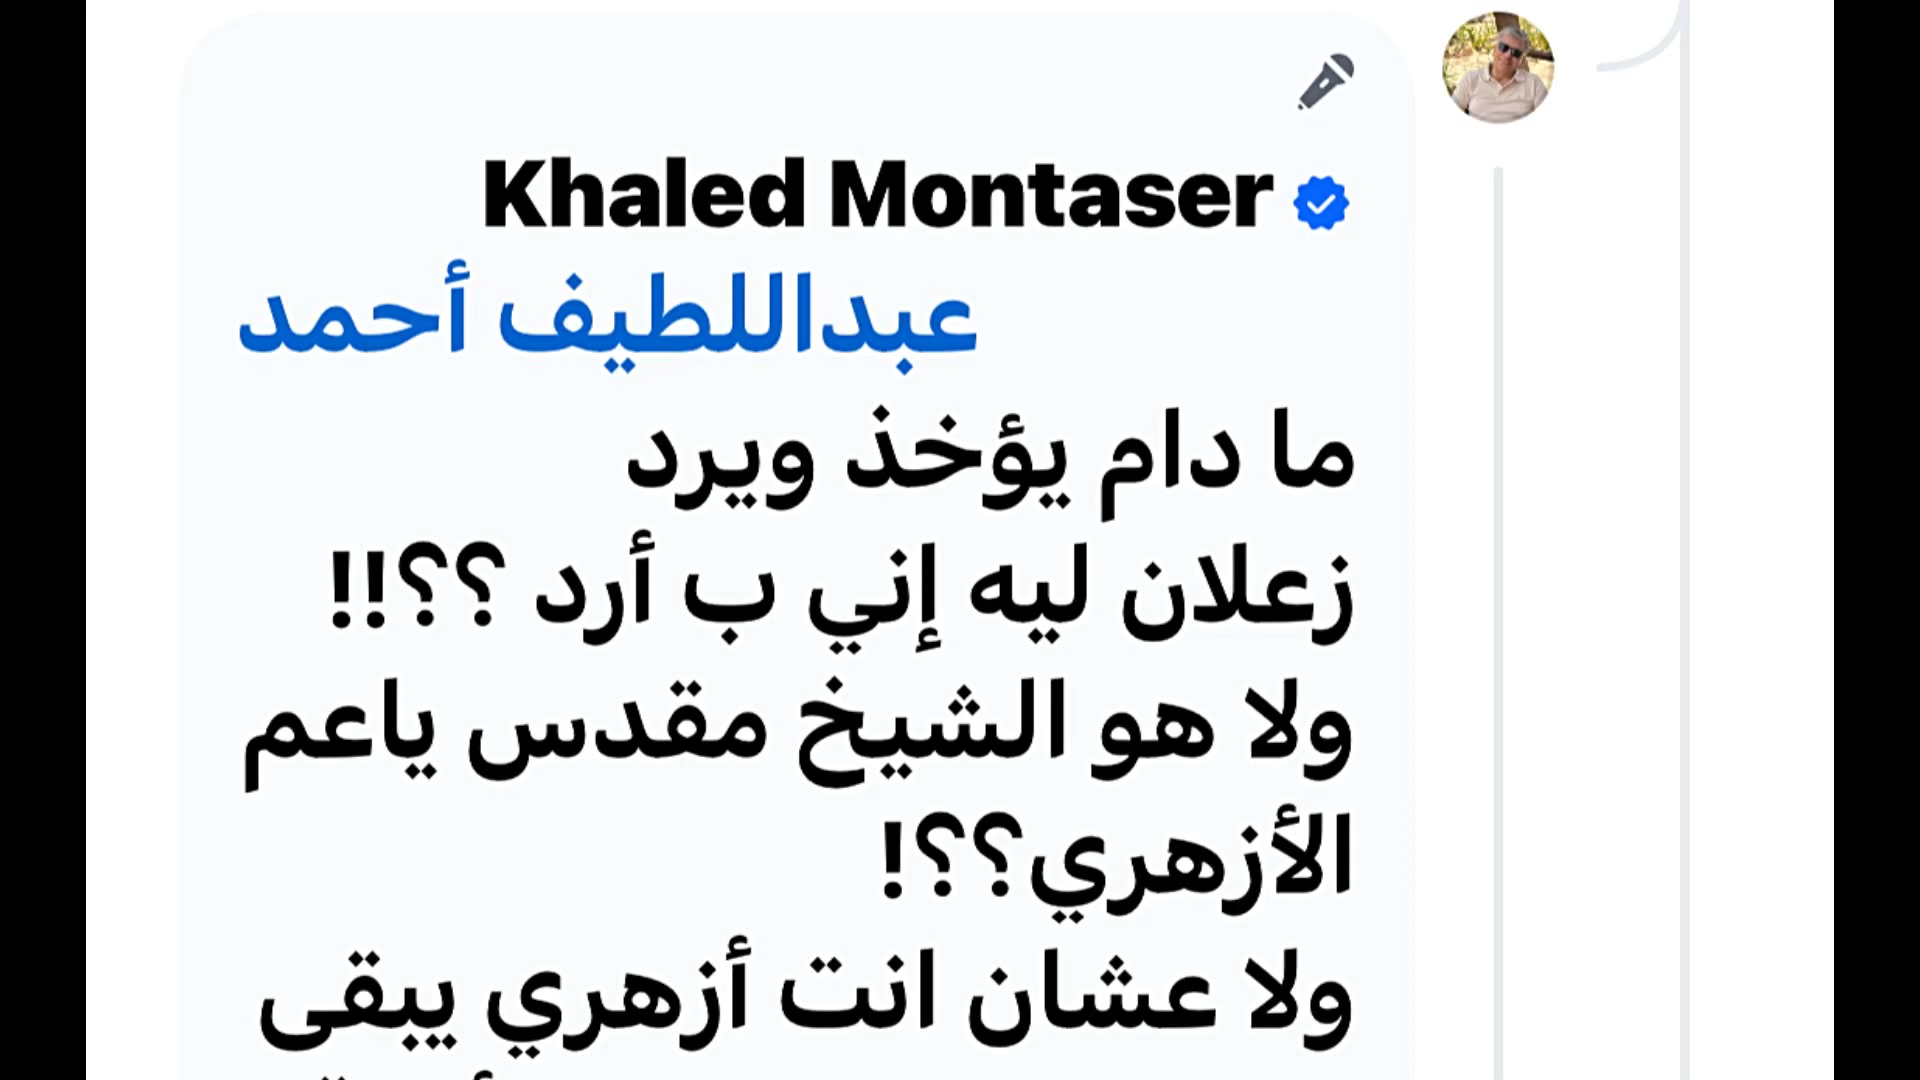 Khaled Montaser
عبداللطيف أحمد
ما دام يؤخذ ويرد
زعلان ليه إني ب أرد ؟؟!!
ولا هو الشيخ مقدس ياعم
الأزهري؟؟!
ولا عشان انت أزهري يبقى